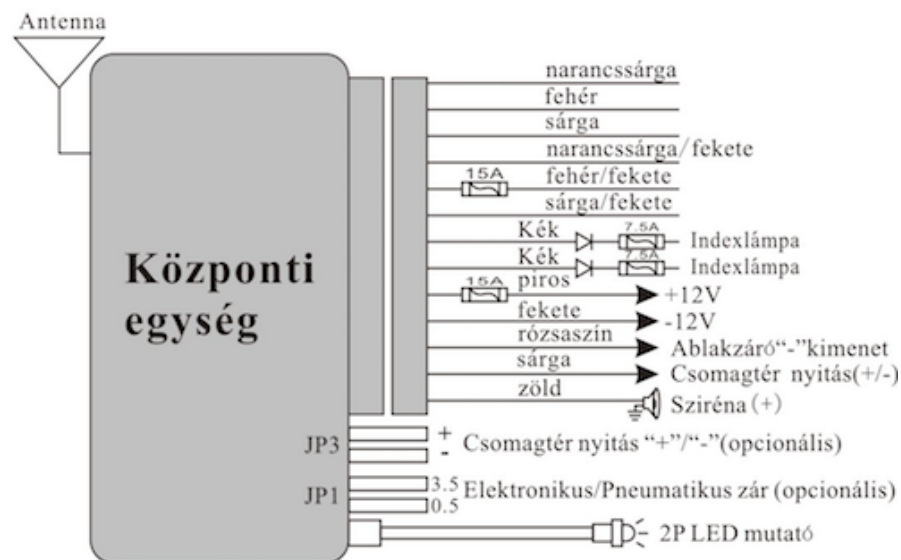 Antenna
narancssárga
fehér
sárga
narancssárga/fekete
15A
fehér/fekete
sárga/fekete
Kék
7.5A
Indexlámpa
Kék
7.5A
Indexlámpa
piros
15A
+12V
fekete
-12V
rózsaszín
Ablakzáró“-”kimenet
sárga
Csomagtér nyitás(+/-)
zöld
Sziréna (+)
Központi
egység
JP3
+
-
Csomagtér nyitás “+”/“-”(opcionális)
JP1
3.5
0.5
Elektronikus/Pneumatikus zár (opcionális)
2P LED mutató